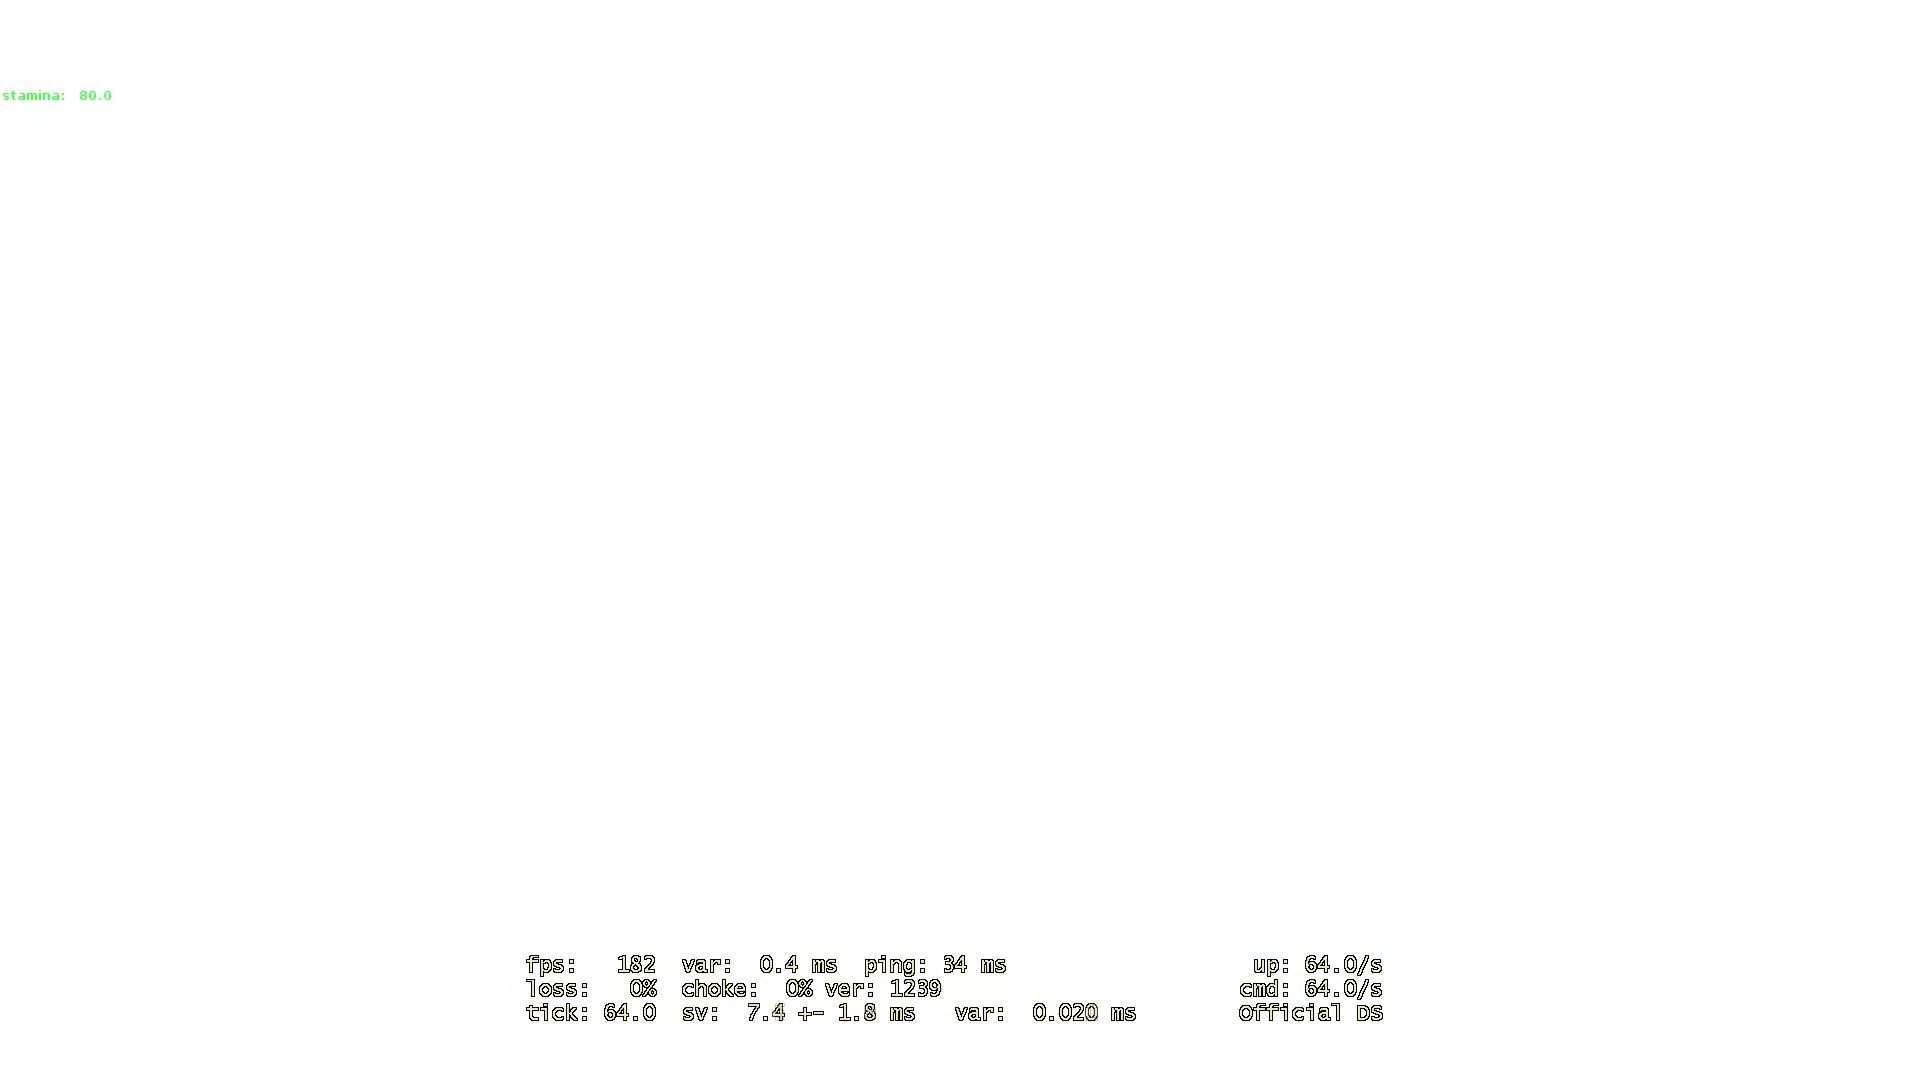 stamina: 80.0
fps: 182 var: 0.4 ms ping: 34 ms up: 64.0/s
loss: 0% choke: 0% ver: 1239 cmd: 64.0/s
tick: 64.0 sv: 7.4 +- 1.8 ms var: 0.020 ms Official DS